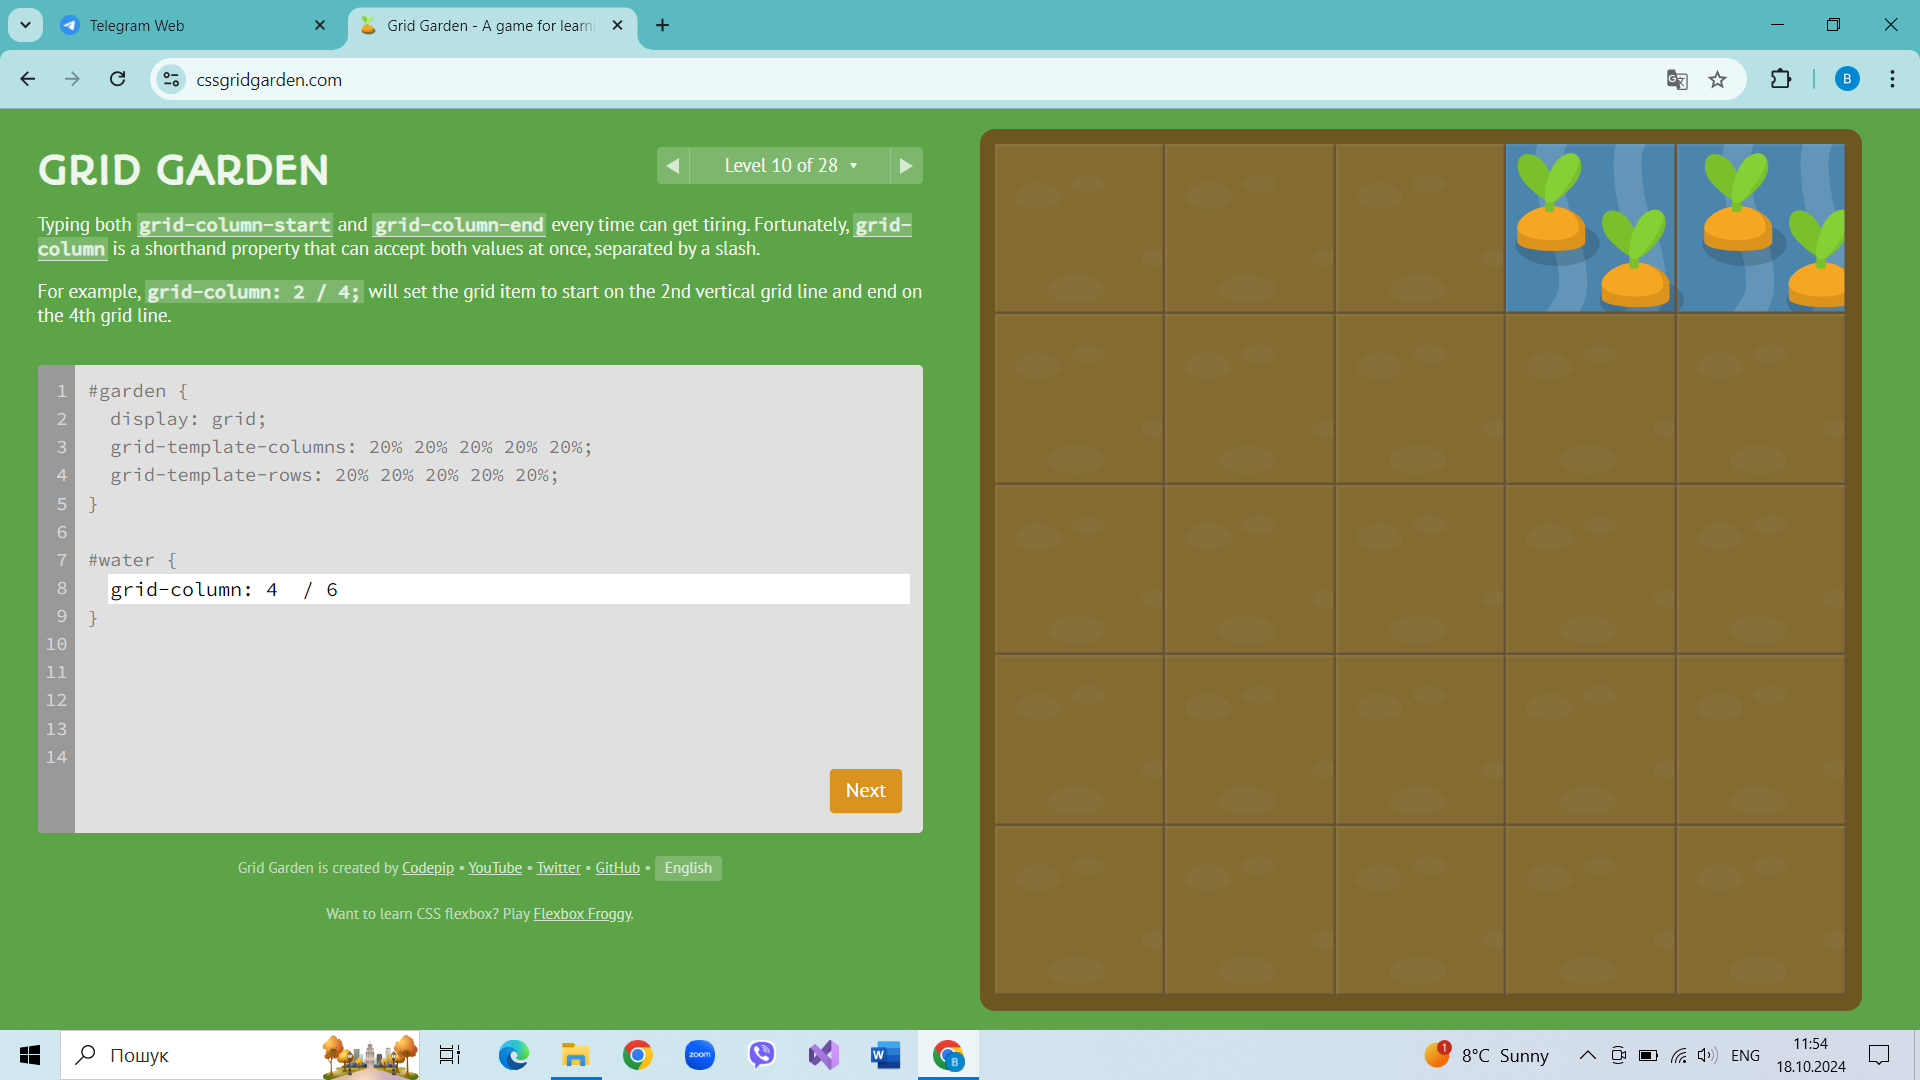 Telegram Web
Grid Garden - A game for learni
cssgridgarden.com
B
GRID GARDEN
Level 10 of 28
Typing both grid-column-start and grid-column-end every time can get tiring. Fortunately, grid-
column is a shorthand property that can accept both values at once, separated by a slash.
For example, grid-column: 2 / 4; will set the grid item to start on the 2nd vertical grid line and end on
the 4th grid line.
1 #garden {
2 display: grid;
3 grid-template-columns: 20% 20% 20% 20% 20%;
4 grid-template-rows: 20% 20% 20% 20% 20%;
5 }
6
7 #water {
8 grid-column: 4  / 6
9 }
10
11
12
13
14
Next
Grid Garden is created by Codepip • YouTube • Twitter • GitHub • English
Want to learn CSS flexbox? Play Flexbox Froggy.
Пошук
zoom
W
B
1
8°C Sunny
ENG
11:54
18.10.2024